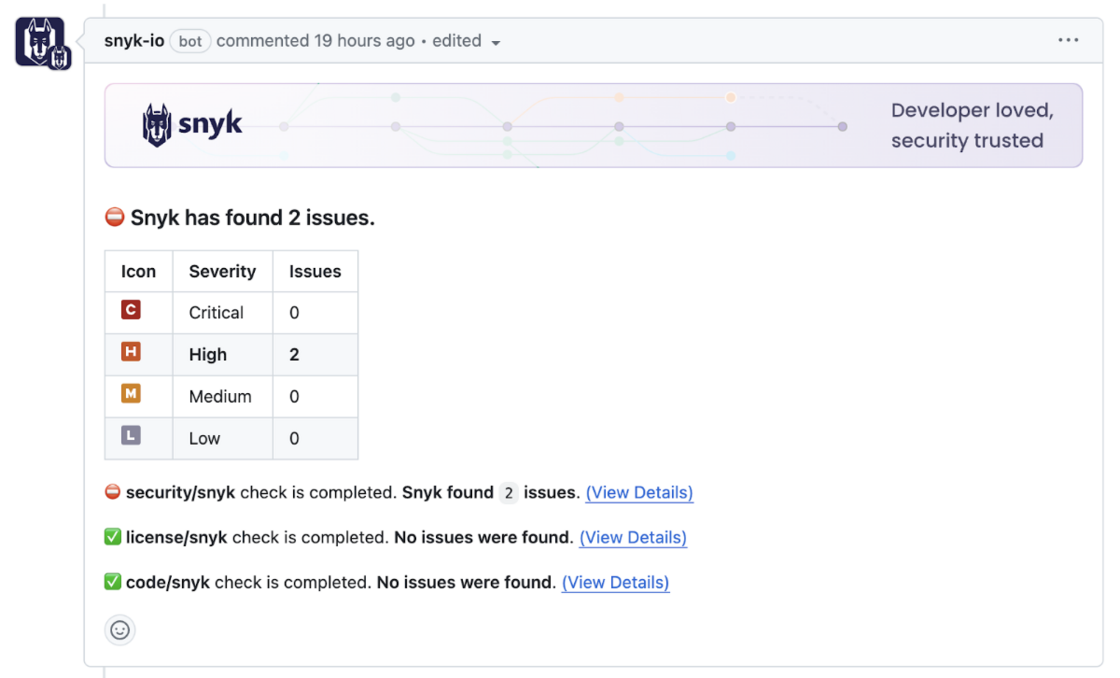 snyk-io bot commented 19 hours ago • edited
snyk
Developer loved,
security trusted
⛔ Snyk has found 2 issues.
Icon Severity Issues
C Critical 0
H High 2
M Medium 0
L Low 0
⛔ security/snyk check is completed. Snyk found 2 issues. (View Details)
✅ license/snyk check is completed. No issues were found. (View Details)
✅ code/snyk check is completed. No issues were found. (View Details)